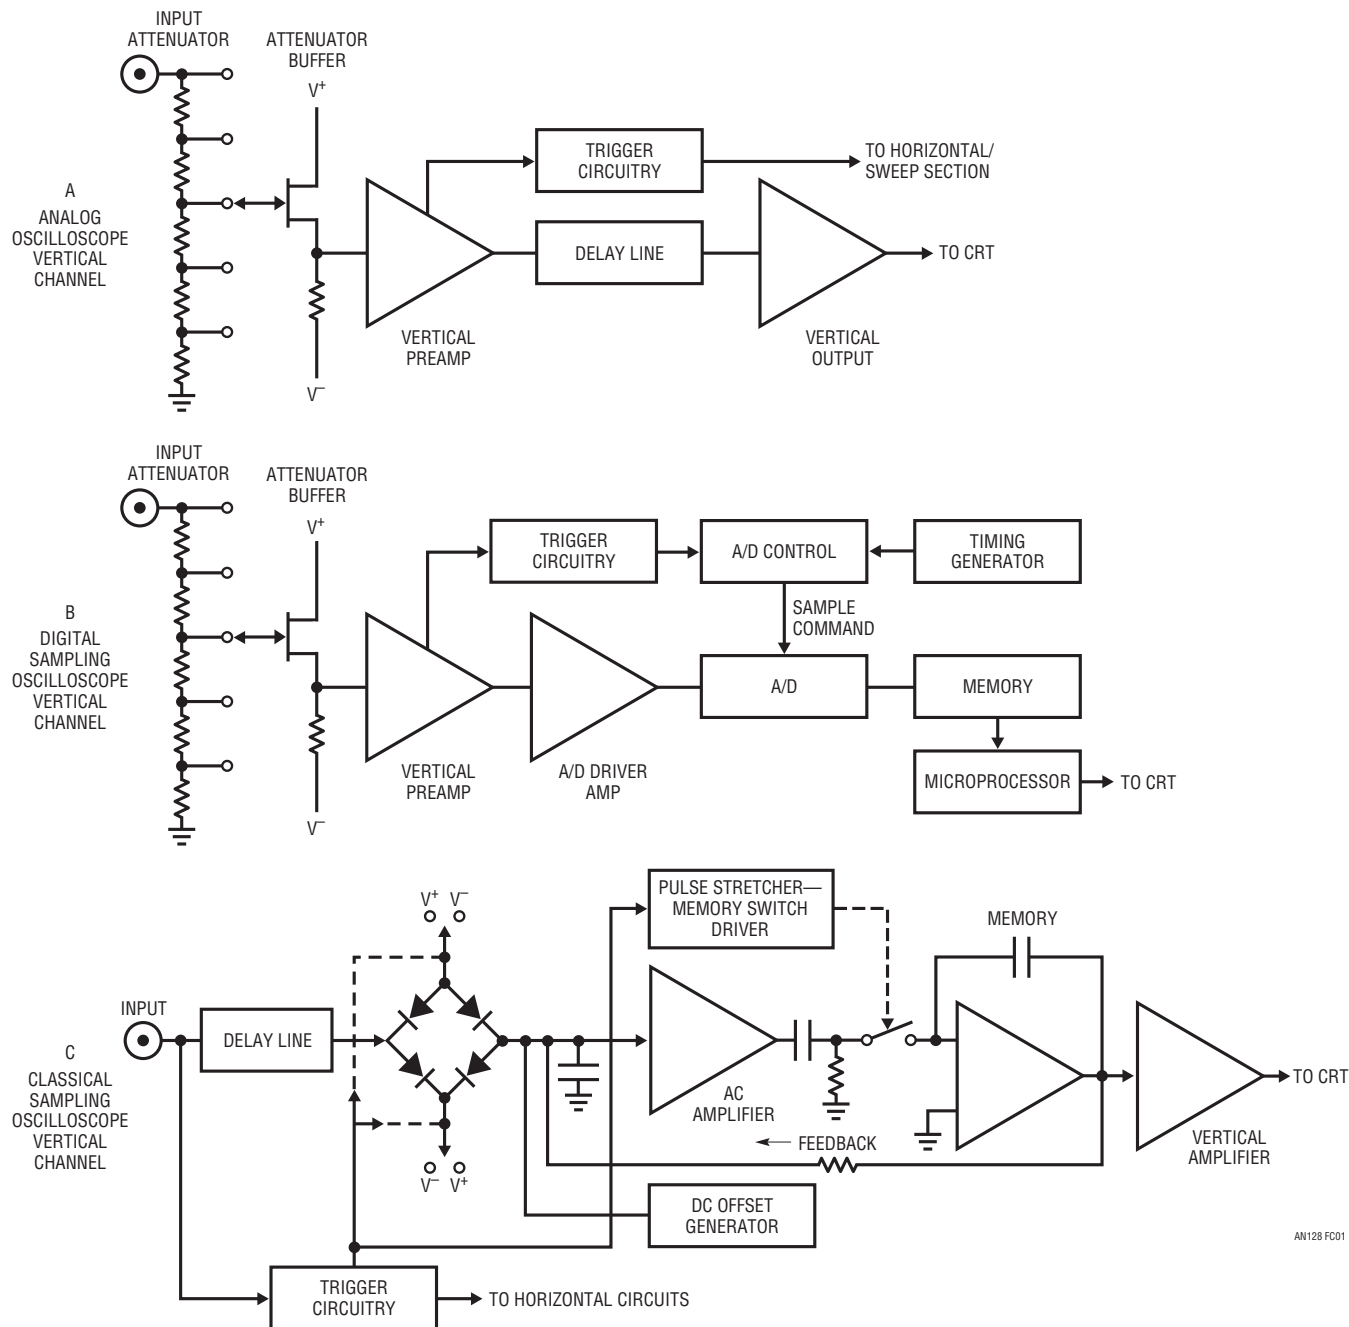 INPUT
ATTENUATOR
ATTENUATOR
BUFFER
V+
TRIGGER
CIRCUITRY
TO HORIZONTAL/
SWEEP SECTION
A
ANALOG
OSCILLOSCOPE
VERTICAL
CHANNEL
DELAY LINE
TO CRT
VERTICAL
PREAMP
VERTICAL
OUTPUT
V–
INPUT
ATTENUATOR
ATTENUATOR
BUFFER
V+
TRIGGER
CIRCUITRY
A/D CONTROL
TIMING
GENERATOR
SAMPLE
COMMAND
B
DIGITAL
SAMPLING
OSCILLOSCOPE
VERTICAL
CHANNEL
A/D
MEMORY
VERTICAL
PREAMP
A/D DRIVER
AMP
MICROPROCESSOR
TO CRT
V–
PULSE STRETCHER—
MEMORY SWITCH
DRIVER
V+ V–
MEMORY
INPUT
DELAY LINE
C
CLASSICAL
SAMPLING
OSCILLOSCOPE
VERTICAL
CHANNEL
AC
AMPLIFIER
TO CRT
FEEDBACK
VERTICAL
AMPLIFIER
V– V+
DC OFFSET
GENERATOR
AN128 FC01
TRIGGER
CIRCUITRY
TO HORIZONTAL CIRCUITS